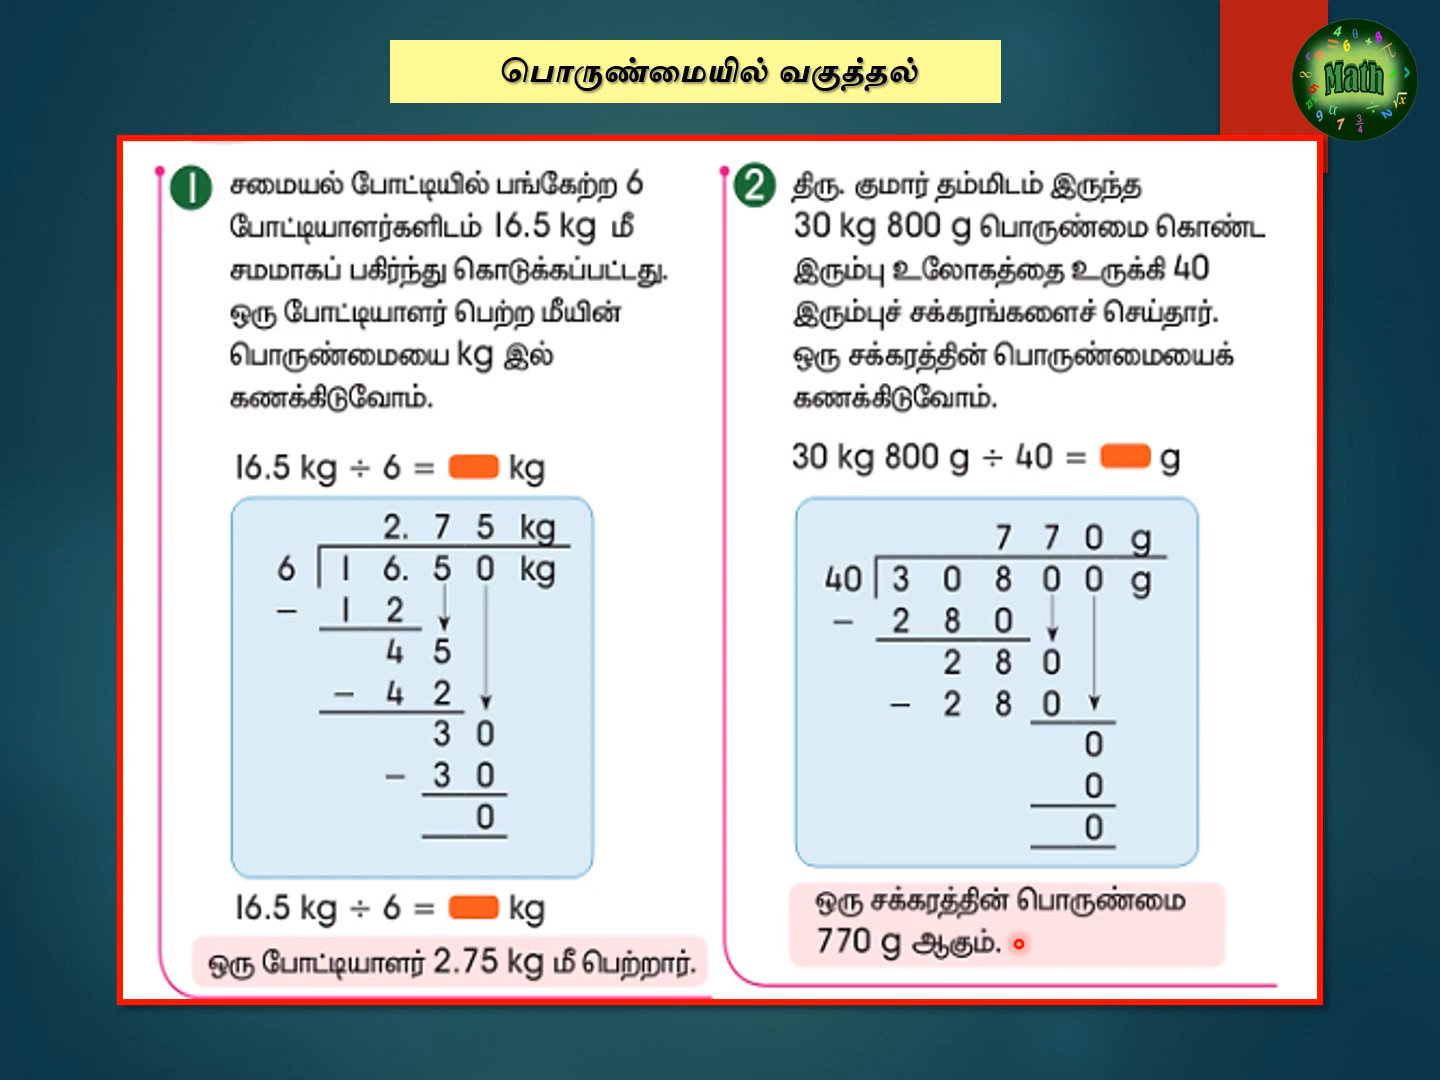 பொருண்மையில் வகுத்தல்
Math
1 சமையல் போட்டியில் பங்கேற்ற 6
போட்டியாளர்களிடம் 16.5 kg மீ
சமமாகப் பகிர்ந்து கொடுக்கப்பட்டது.
ஒரு போட்டியாளர் பெற்ற மீயின்
பொருண்மையை kg இல்
கணக்கிடுவோம்.
16.5 kg ÷ 6 = kg
2. 7 5 kg
6 1 6. 5 0 kg
− 1 2
4 5
− 4 2
3 0
− 3 0
0
16.5 kg ÷ 6 = kg
ஒரு போட்டியாளர் 2.75 kg மீ பெற்றார்.
2 திரு. குமார் தம்மிடம் இருந்த
30 kg 800 g பொருண்மை கொண்ட
இரும்பு உலோகத்தை உருக்கி 40
இரும்புச் சக்கரங்களைச் செய்தார்.
ஒரு சக்கரத்தின் பொருண்மையைக்
கணக்கிடுவோம்.
30 kg 800 g ÷ 40 = g
7 7 0 g
40 3 0 8 0 0 g
− 2 8 0
2 8 0
− 2 8 0
0
0
0
ஒரு சக்கரத்தின் பொருண்மை
770 g ஆகும்.